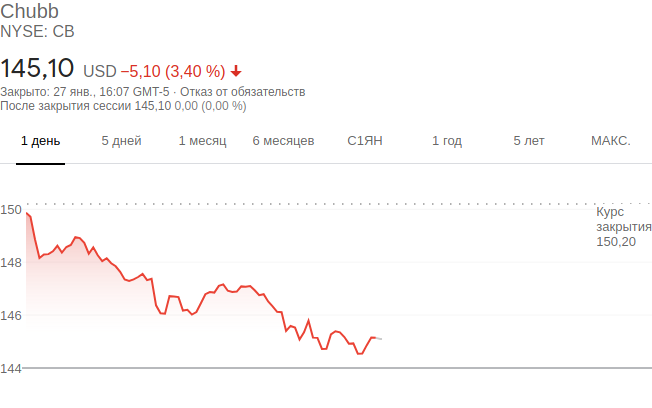 Chubb
NYSE: CB
145,10 USD −5,10 (3,40 %)
Закрыто: 27 янв., 16:07 GMT-5 · Отказ от обязательств
После закрытия сессии 145,10 0,00 (0,00 %)
1 день 5 дней 1 месяц 6 месяцев С1ЯН 1 год 5 лет МАКС.
150
Курс
закрытия
150,20
148
146
144